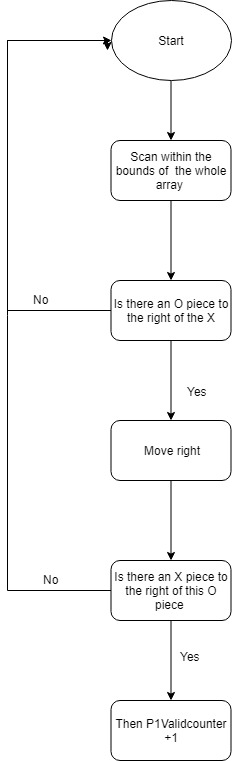 Start
Scan within the
bounds of the whole
array
Is there an O piece to
the right of the X
No
Yes
Move right
Is there an X piece to
the right of this O
piece
No
Yes
Then P1Validcounter
+1